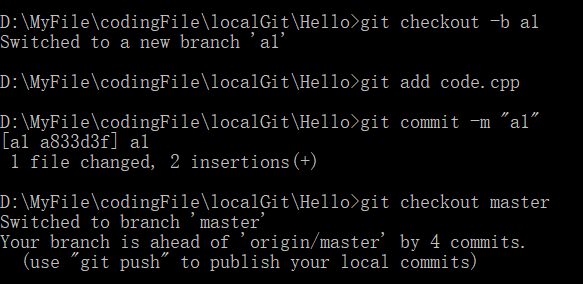 D:\MyFile\codingFile\localGit\Hello>git checkout -b a1
Switched to a new branch 'a1'
D:\MyFile\codingFile\localGit\Hello>git add code.cpp
D:\MyFile\codingFile\localGit\Hello>git commit -m "a1"
[a1 a833d3f] a1
 1 file changed, 2 insertions(+)
D:\MyFile\codingFile\localGit\Hello>git checkout master
Switched to branch 'master'
Your branch is ahead of 'origin/master' by 4 commits.
  (use "git push" to publish your local commits)